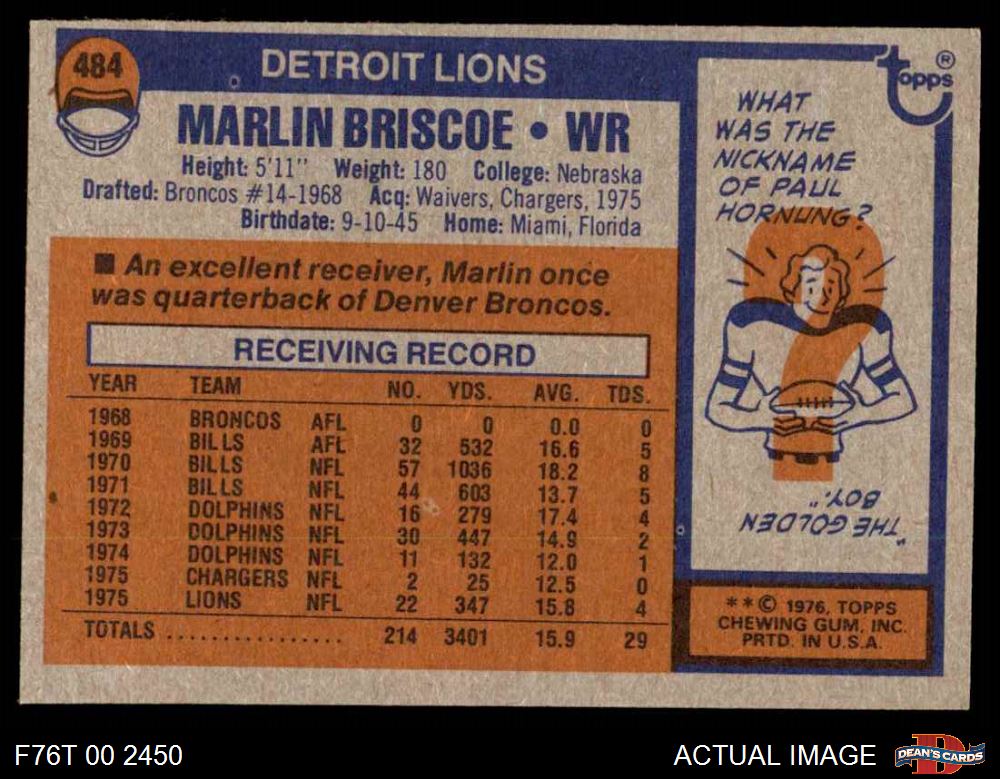 484
DETROIT LIONS
MARLIN BRISCOE • WR
Height: 5'11" Weight: 180 College: Nebraska
Drafted: Broncos #14-1968 Acq: Waivers, Chargers, 1975
Birthdate: 9-10-45 Home: Miami, Florida
■ An excellent receiver, Marlin once
was quarterback of Denver Broncos.
RECEIVING RECORD
YEAR TEAM NO. YDS. AVG. TDS.
1968 BRONCOS AFL 0 0 0.0 0
1969 BILLS AFL 32 532 16.6 5
1970 BILLS NFL 57 1036 18.2 8
1971 BILLS NFL 44 603 13.7 5
1972 DOLPHINS NFL 16 279 17.4 4
1973 DOLPHINS NFL 30 447 14.9 2
1974 DOLPHINS NFL 11 132 12.0 1
1975 CHARGERS NFL 2 25 12.5 0
1975 LIONS NFL 22 347 15.8 4
TOTALS ................ 214 3401 15.9 29
topps ®
WHAT
WAS THE
NICKNAME
OF PAUL
HORNUNG?
"THE GOLDEN
BOY."
**© 1976, TOPPS
CHEWING GUM, INC.
PRTD. IN U.S.A.
F76T 00 2450
ACTUAL IMAGE
D
DEAN'S CARDS